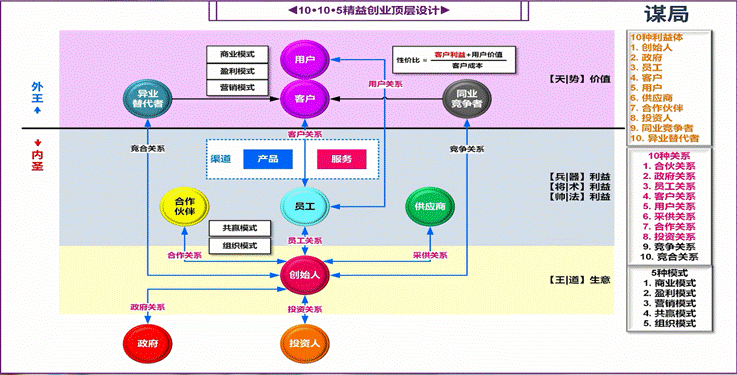 ◀10•10•5精益创业顶层设计▶
谋局
商业模式
盈利模式
营销模式
用户
用户关系
性价比 = 客户利益+用户价值
客户成本
【天|势】价值
外王
异业
替代者
客户
同业
竞争者
内圣
竞合关系
客户关系
竞争关系
渠道
产品
服务
【兵|器】利益
【将|术】利益
【帅|法】利益
合作
伙伴
员工
供应商
共赢模式
组织模式
合作关系
员工关系
采供关系
创始人
【王|道】生意
政府关系
投资关系
政府
投资人
10种利益体
1. 创始人
2. 政府
3. 员工
4. 客户
5. 用户
6. 供应商
7. 合作伙伴
8. 投资人
9. 同业竞争者
10. 异业替代者
10种关系
1. 合伙关系
2. 政府关系
3. 员工关系
4. 客户关系
5. 用户关系
6. 采供关系
7. 合作关系
8. 投资关系
9. 竞争关系
10. 竞合关系
5种模式
1. 商业模式
2. 盈利模式
3. 营销模式
4. 共赢模式
5. 组织模式